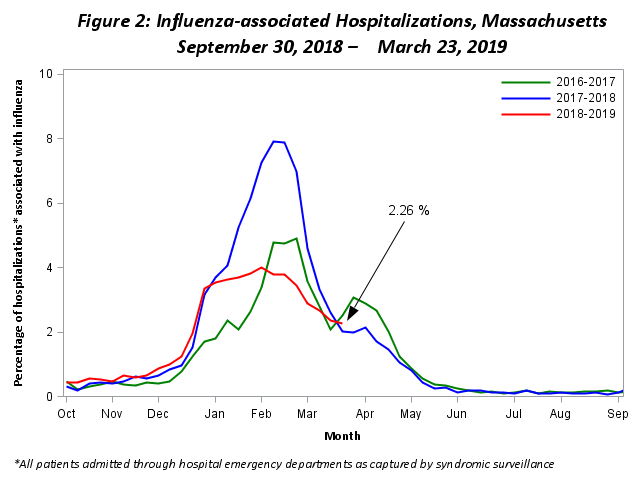 Figure 2: Influenza-associated Hospitalizations, Massachusetts
September 30, 2018 – March 23, 2019
Percentage of hospitalizations* associated with influenza
10
8
6
4
2
0
2016-2017
2017-2018
2018-2019
2.26 %
Oct Nov Dec Jan Feb Mar Apr May Jun Jul Aug Sep
Month
*All patients admitted through hospital emergency departments as captured by syndromic surveillance